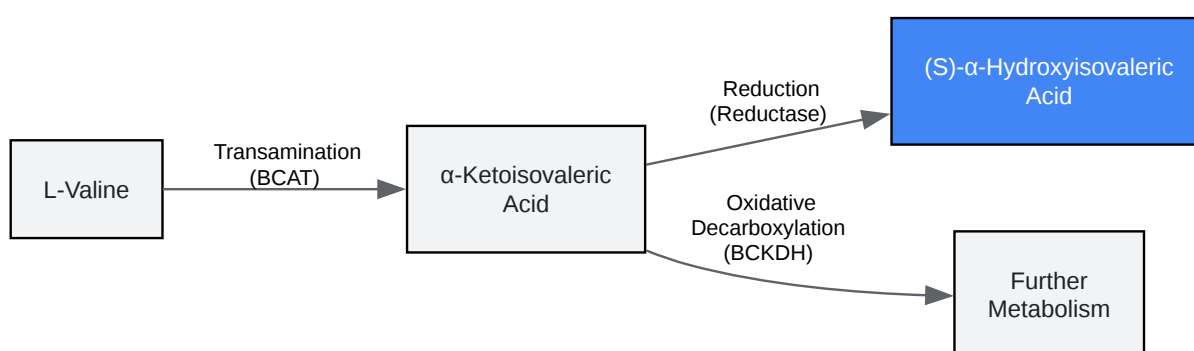 L-Valine
Transamination
(BCAT)
α-Ketoisovaleric
Acid
Reduction
(Reductase)
(S)-α-Hydroxyisovaleric
Acid
Oxidative
Decarboxylation
(BCKDH)
Further
Metabolism